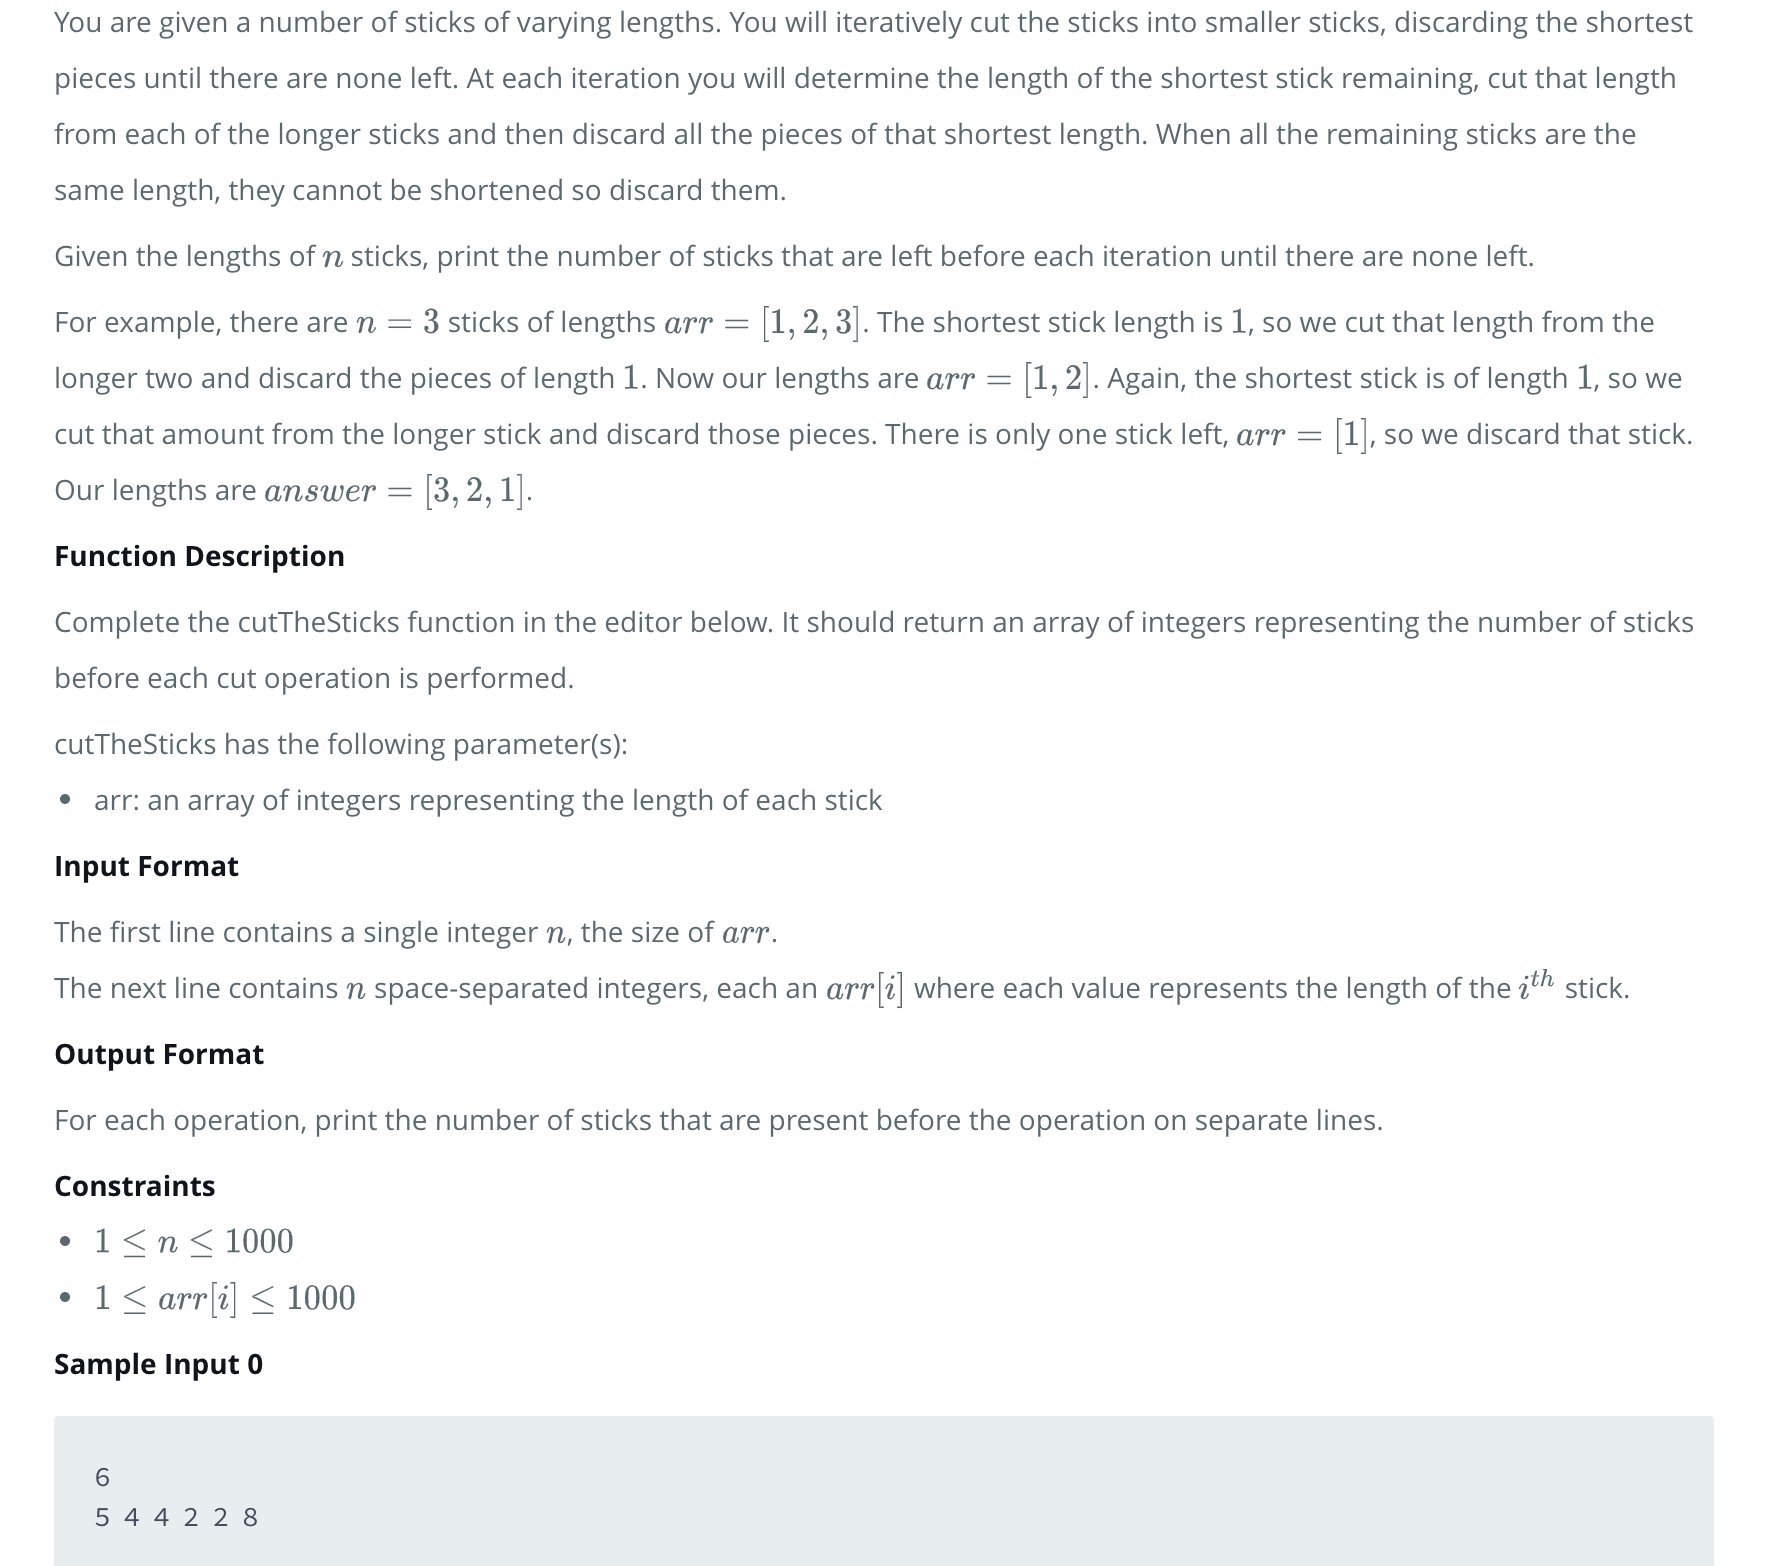 You are given a number of sticks of varying lengths. You will iteratively cut the sticks into smaller sticks, discarding the shortest
pieces until there are none left. At each iteration you will determine the length of the shortest stick remaining, cut that length
from each of the longer sticks and then discard all the pieces of that shortest length. When all the remaining sticks are the
same length, they cannot be shortened so discard them.
Given the lengths of n sticks, print the number of sticks that are left before each iteration until there are none left.
For example, there are n = 3 sticks of lengths arr = [1, 2, 3]. The shortest stick length is 1, so we cut that length from the
longer two and discard the pieces of length 1. Now our lengths are arr = [1, 2]. Again, the shortest stick is of length 1, so we
cut that amount from the longer stick and discard those pieces. There is only one stick left, arr = [1], so we discard that stick.
Our lengths are answer = [3, 2, 1].
Function Description
Complete the cutTheSticks function in the editor below. It should return an array of integers representing the number of sticks
before each cut operation is performed.
cutTheSticks has the following parameter(s):
• arr: an array of integers representing the length of each stick
Input Format
The first line contains a single integer n, the size of arr.
The next line contains n space-separated integers, each an arr[i] where each value represents the length of the i^{th} stick.
Output Format
For each operation, print the number of sticks that are present before the operation on separate lines.
Constraints
• 1 ≤ n ≤ 1000
• 1 ≤ arr[i] ≤ 1000
Sample Input 0
6
5 4 4 2 2 8